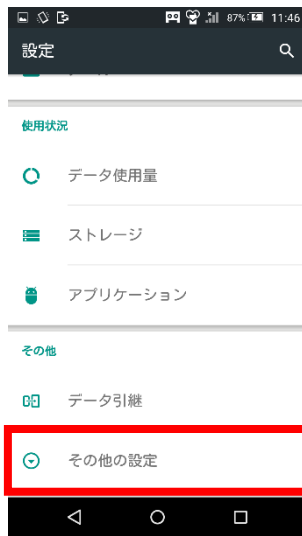 87% 11:46
設定
使用状況
データ使用量
ストレージ
アプリケーション
その他
データ引継
その他の設定